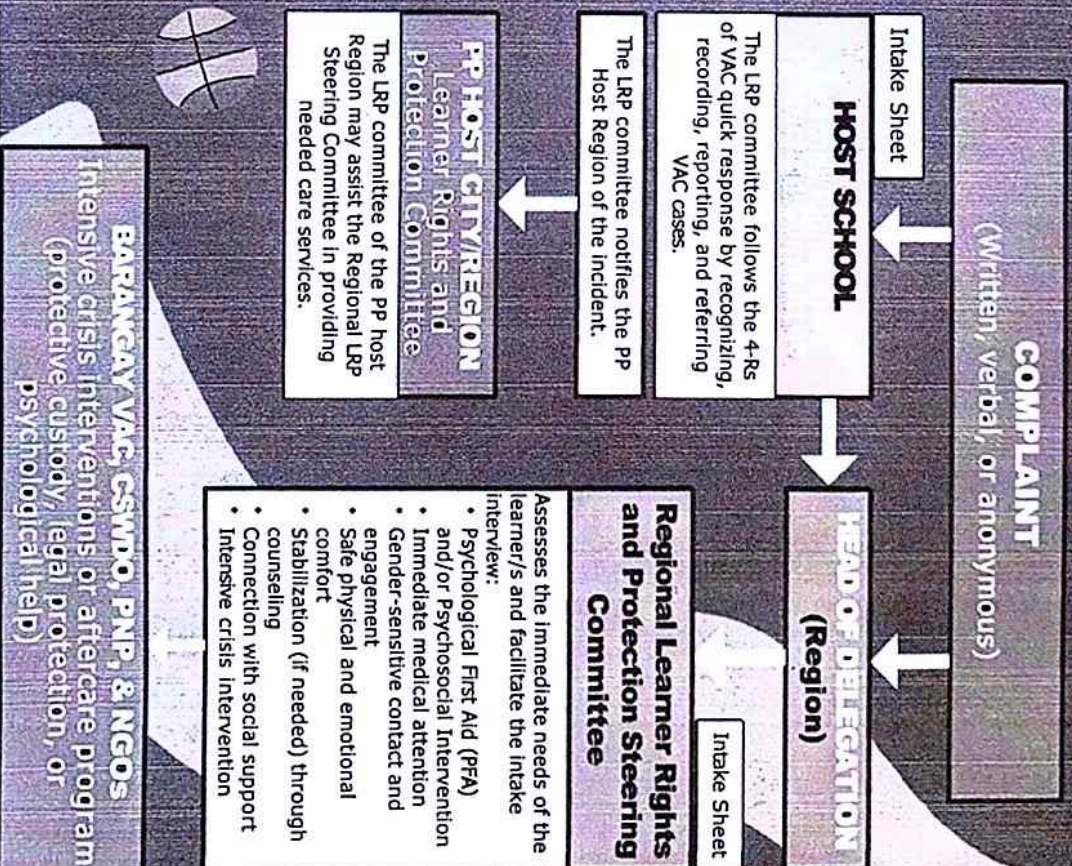 COMPLAINT
(Written, verbal, or anonymous)
Intake Sheet
HOST SCHOOL
The LRP committee follows the 4-Rs
of VAC quick response by recognizing,
recording, reporting, and referring
VAC cases.
The LRP committee notifies the PP
Host Region of the incident.
PP HOST CITY/REGION
Learner Rights and
Protection Committee
The LRP committee of the PP host
Region may assist the Regional LRP
Steering Committee in providing
needed care services.
HEAD OF DELEGATION
(Region)
Intake Sheet
Regional Learner Rights
and Protection Steering
Committee
Assesses the immediate needs of the
learner/s and facilitate the intake
interview:
• Psychological First Aid (PFA)
and/or Psychosocial Intervention
• Immediate medical attention
• Gender-sensitive contact and
engagement
• Safe physical and emotional
comfort
• Stabilization (if needed) through
counseling
• Connection with social support
• Intensive crisis intervention
BARANGAY VAC, CSWDO, PNP, & NGOs
Intensive crisis interventions or aftercare program
(protective custody, legal protection, or
psychological help)